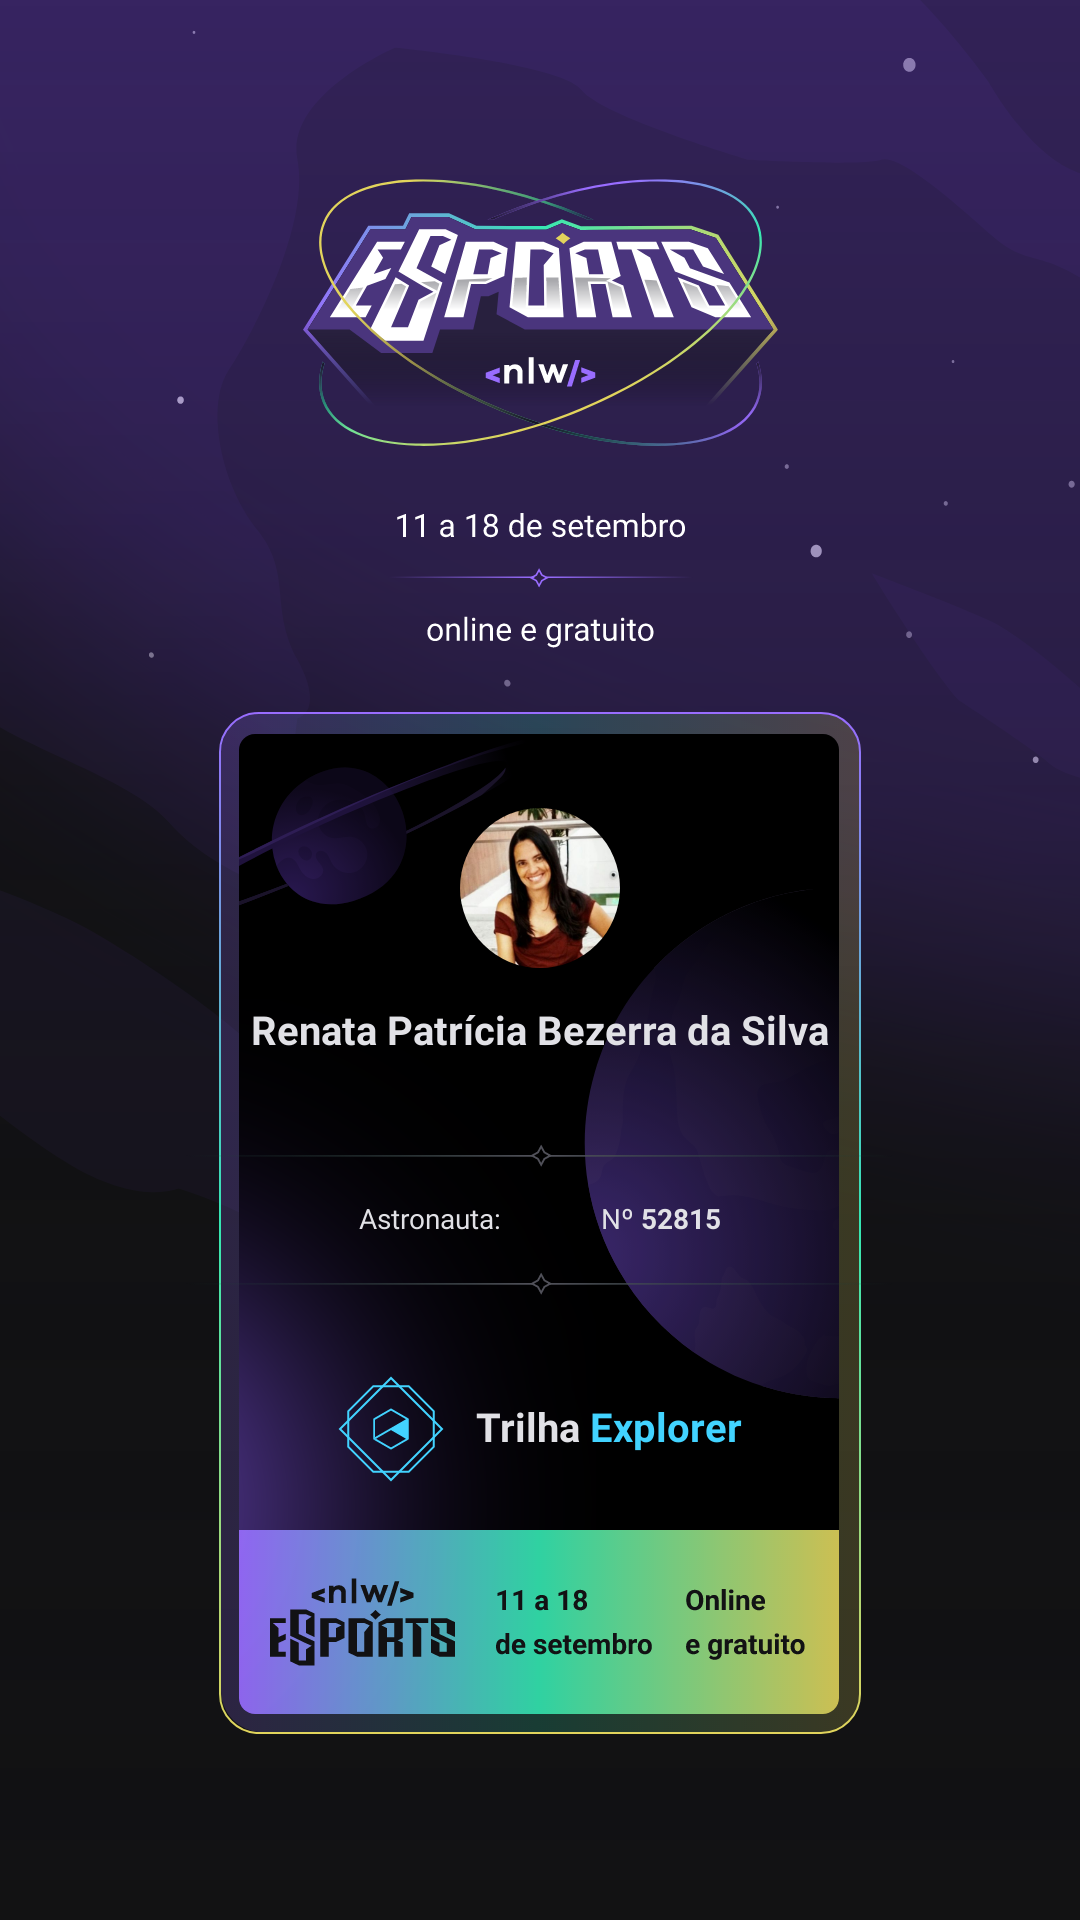 ESPORTS
<nlw/>
11 a 18 de setembro
online e gratuito
Renata Patrícia Bezerra da Silva
Astronauta: Nº 52815
Trilha Explorer
<nlw/>
ESPORTS
11 a 18
de setembro
Online
e gratuito